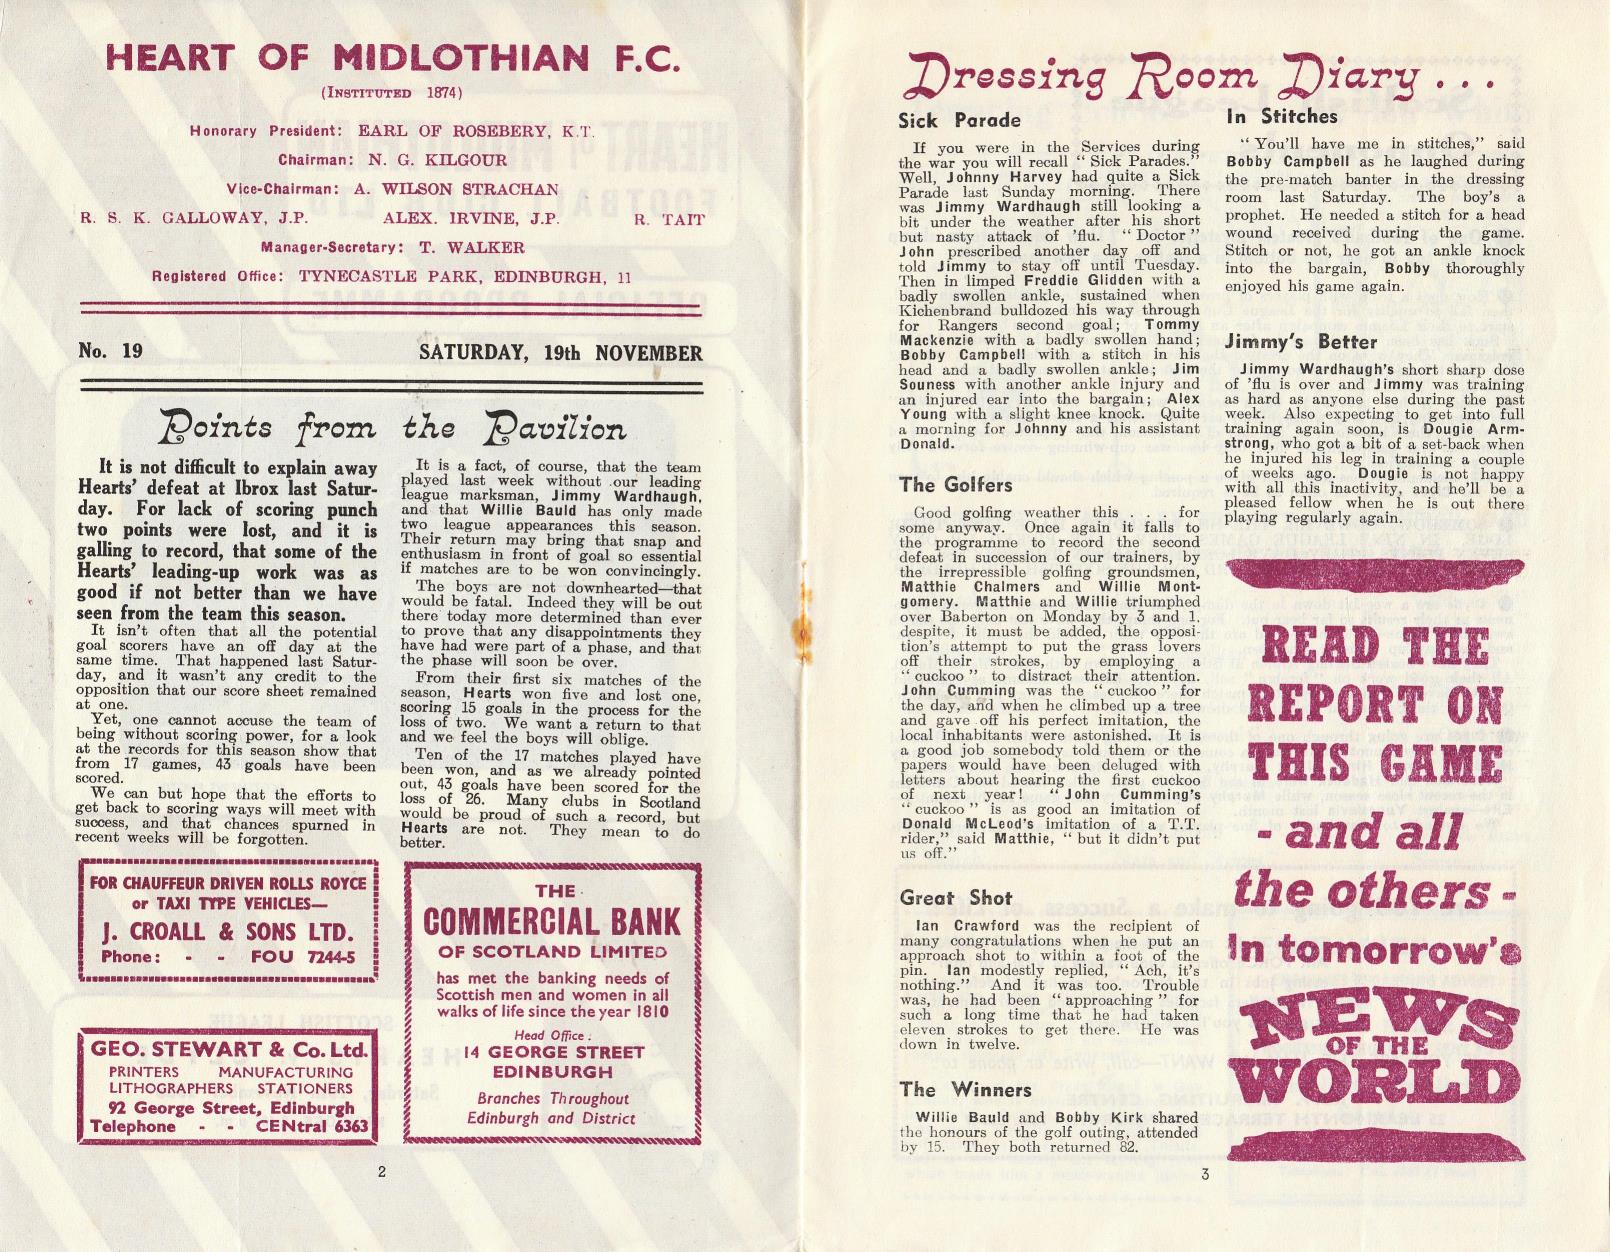 HEART OF MIDLOTHIAN F.C.
(INSTITUTED 1874)
Honorary President: EARL OF ROSEBERY, K.T.
Chairman: N. G. KILGOUR
Vice-Chairman: A. WILSON STRACHAN
R. S. K. GALLOWAY, J.P. ALEX. IRVINE, J.P. R. TAIT
Manager-Secretary: T. WALKER
Registered Office: TYNECASTLE PARK, EDINBURGH, 11
No. 19 SATURDAY, 19th NOVEMBER
Points from the Pavilion
It is not difficult to explain away
Hearts' defeat at Ibrox last Satur-
day. For lack of scoring punch
two points were lost, and it is
galling to record, that some of the
Hearts' leading-up work was as
good if not better than we have
seen from the team this season.
It isn't often that all the potential
goal scorers have an off day at the
same time. That happened last Satur-
day, and it wasn't any credit to the
opposition that our score sheet remained
at one.
Yet, one cannot accuse the team of
being without scoring power, for a look
at the records for this season show that
from 17 games, 43 goals have been
scored.
We can but hope that the efforts to
get back to scoring ways will meet with
success, and that chances spurned in
recent weeks will be forgotten.
It is a fact, of course, that the team
played last week without our leading
league marksman, Jimmy Wardhaugh,
and that Willie Bauld has only made
two league appearances this season.
Their return may bring that snap and
enthusiasm in front of goal so essential
if matches are to be won convincingly.
The boys are not downhearted—that
would be fatal. Indeed they will be out
there today more determined than ever
to prove that any disappointments they
have had were part of a phase, and that
the phase will soon be over.
From their first six matches of the
season, Hearts won five and lost one,
scoring 15 goals in the process for the
loss of two. We want a return to that
and we feel the boys will oblige.
Ten of the 17 matches played have
been won, and as we already pointed
out, 43 goals have been scored for the
loss of 26. Many clubs in Scotland
would be proud of such a record, but
Hearts are not. They mean to do
better.
FOR CHAUFFEUR DRIVEN ROLLS ROYCE
or TAXI TYPE VEHICLES—
J. CROALL & SONS LTD.
Phone: - - FOU 7244-5
GEO. STEWART & Co. Ltd.
PRINTERS MANUFACTURING
LITHOGRAPHERS STATIONERS
92 George Street, Edinburgh
Telephone - - CENtral 6363
THE
COMMERCIAL BANK
OF SCOTLAND LIMITED
has met the banking needs of
Scottish men and women in all
walks of life since the year 1810
Head Office:
14 GEORGE STREET
EDINBURGH
Branches Throughout
Edinburgh and District
2
Dressing Room Diary . . .
Sick Parade
If you were in the Services during
the war you will recall " Sick Parades."
Well, Johnny Harvey had quite a Sick
Parade last Sunday morning. There
was Jimmy Wardhaugh still looking a
bit under the weather after his short
but nasty attack of 'flu. " Doctor "
John prescribed another day off and
told Jimmy to stay off until Tuesday.
Then in limped Freddie Glidden with a
badly swollen ankle, sustained when
Kichenbrand bulldozed his way through
for Rangers second goal; Tommy
Mackenzie with a badly swollen hand;
Bobby Campbell with a stitch in his
head and a badly swollen ankle; Jim
Souness with another ankle injury and
an injured ear into the bargain; Alex
Young with a slight knee knock. Quite
a morning for Johnny and his assistant
Donald.
The Golfers
Good golfing weather this . . for
some anyway. Once again it falls to
the programme to record the second
defeat in succession of our trainers, by
the irrepressible golfing groundsmen,
Matthie Chalmers and Willie Mont-
gomery. Matthie and Willie triumphed
over Baberton on Monday by 3 and 1,
despite, it must be added, the opposi-
tion's attempt to put the grass lovers
off their strokes, by employing a
" cuckoo " to distract their attention.
John Cumming was the " cuckoo " for
the day, and when he climbed up a tree
and gave off his perfect imitation, the
local inhabitants were astonished. It is
a good job somebody told them or the
papers would have been deluged with
letters about hearing the first cuckoo
of next year! " John Cumming's
" cuckoo " is as good an imitation of
Donald McLeod's imitation of a T.T.
rider," said Matthie, " but it didn't put
us off."
Great Shot
Ian Crawford was the recipient of
many congratulations when he put an
approach shot to within a foot of the
pin. Ian modestly replied, " Ach, it's
nothing." And it was too. Trouble
was, he had been " approaching " for
such a long time that he had taken
eleven strokes to get there. He was
down in twelve.
The Winners
Willie Bauld and Bobby Kirk shared
the honours of the golf outing, attended
by 15. They both returned 82.
In Stitches
" You'll have me in stitches," said
Bobby Campbell as he laughed during
the pre-match banter in the dressing
room last Saturday. The boy's a
prophet. He needed a stitch for a head
wound received during the game.
Stitch or not, he got an ankle knock
into the bargain, Bobby thoroughly
enjoyed his game again.
Jimmy's Better
Jimmy Wardhaugh's short sharp dose
of 'flu is over and Jimmy was training
as hard as anyone else during the past
week. Also expecting to get into full
training again soon, is Dougie Arm-
strong, who got a bit of a set-back when
he injured his leg in training a couple
of weeks ago. Dougie is not happy
with all this inactivity, and he'll be a
pleased fellow when he is out there
playing regularly again.
READ THE
REPORT ON
THIS GAME
- and all
the others -
In tomorrow's
NEWS
OF THE
WORLD
3